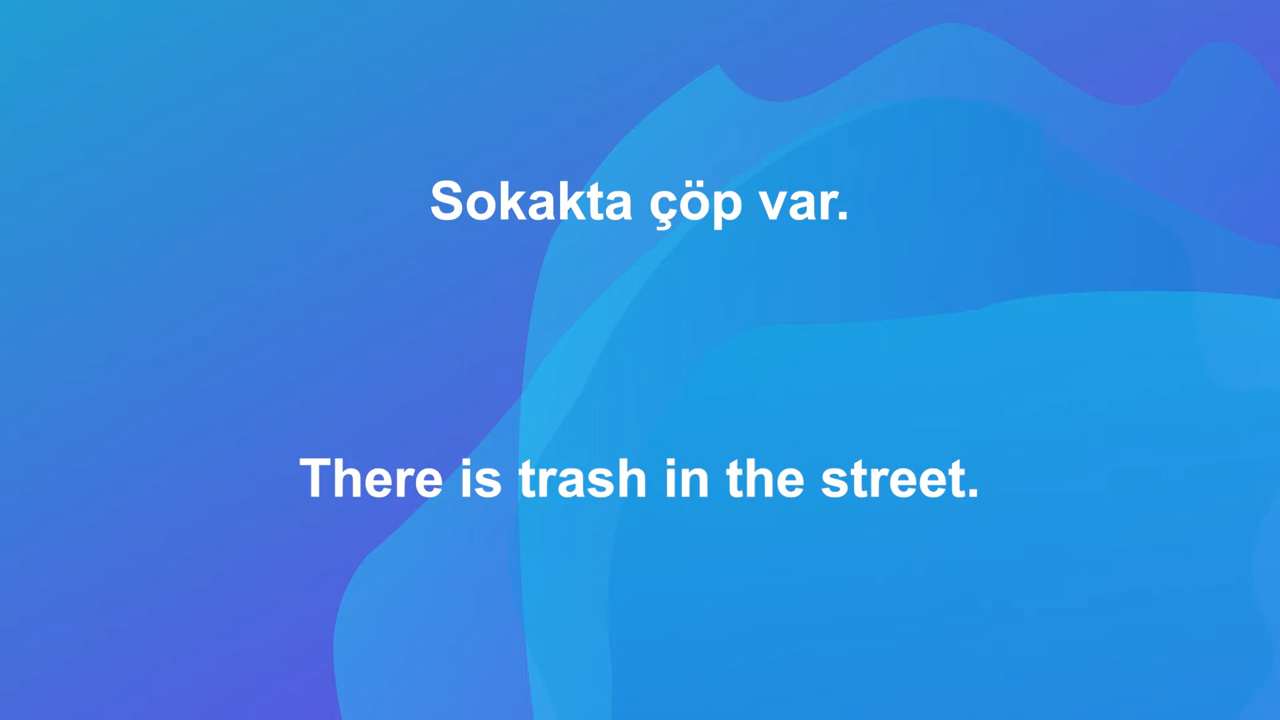 Sokakta çöp var.
There is trash in the street.